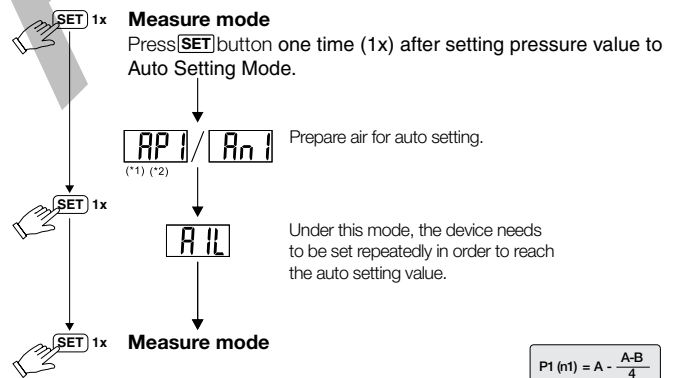 SET 1x Measure mode
Press SET button one time (1x) after setting pressure value to
Auto Setting Mode.
AP1 / An1 Prepare air for auto setting.
(*1) (*2)
SET 1x
A1L Under this mode, the device needs
to be set repeatedly in order to reach
the auto setting value.
SET 1x Measure mode
P1 (n1) = A - A-B
4